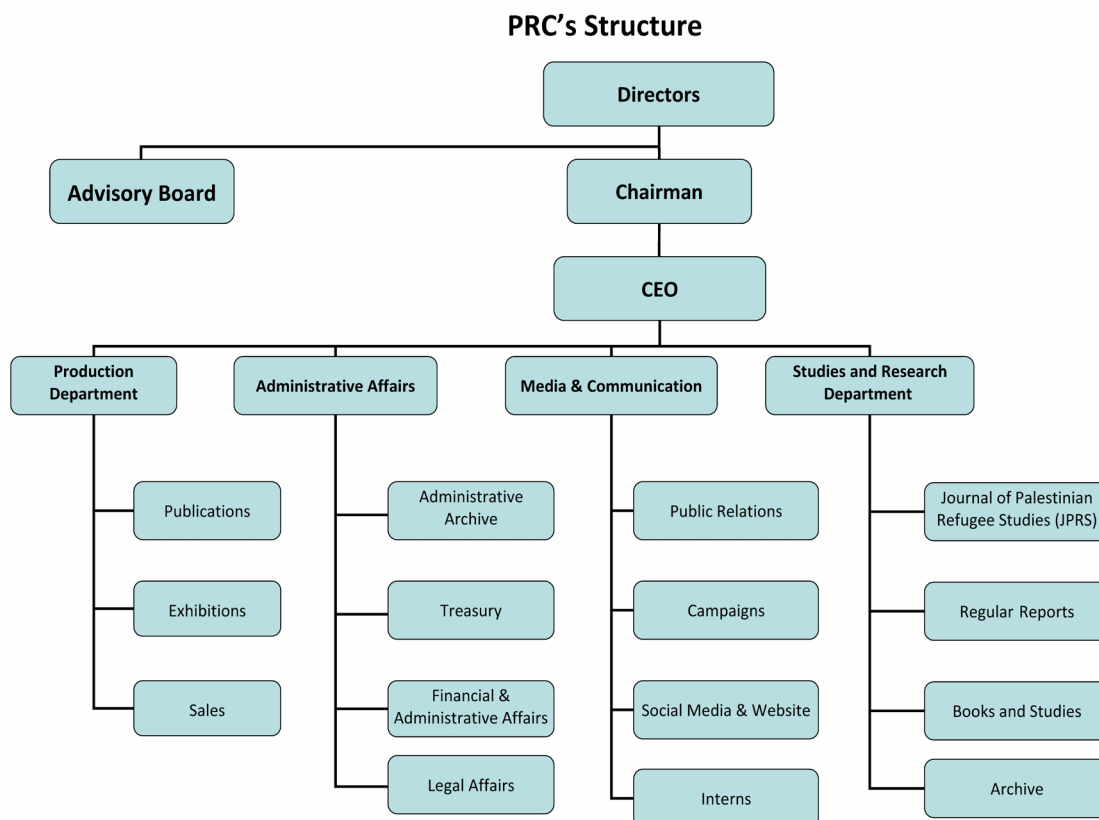 PRC's Structure
Directors
Advisory Board
Chairman
CEO
Production
Department
Administrative Affairs
Media & Communication
Studies and Research
Department
Publications
Exhibitions
Sales
Administrative
Archive
Treasury
Financial &
Administrative Affairs
Legal Affairs
Public Relations
Campaigns
Social Media & Website
Interns
Journal of Palestinian
Refugee Studies (JPRS)
Regular Reports
Books and Studies
Archive